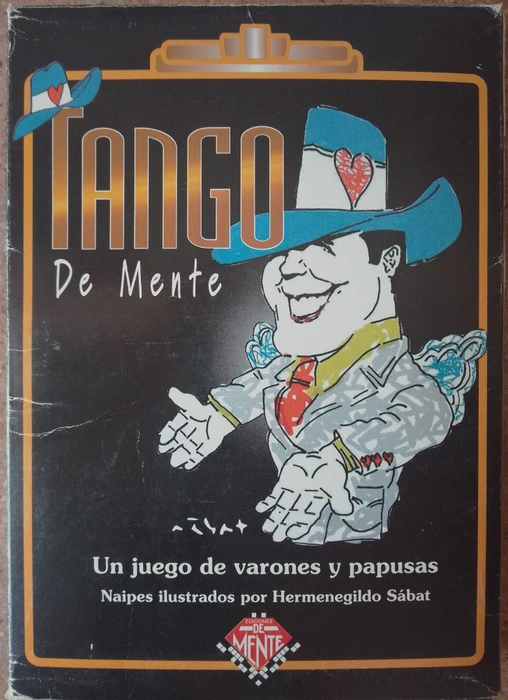 TANGO
De Mente
Un juego de varones y papusas
Naipes ilustrados por Hermenegildo Sábat
EDICIONES
DE
MENTE